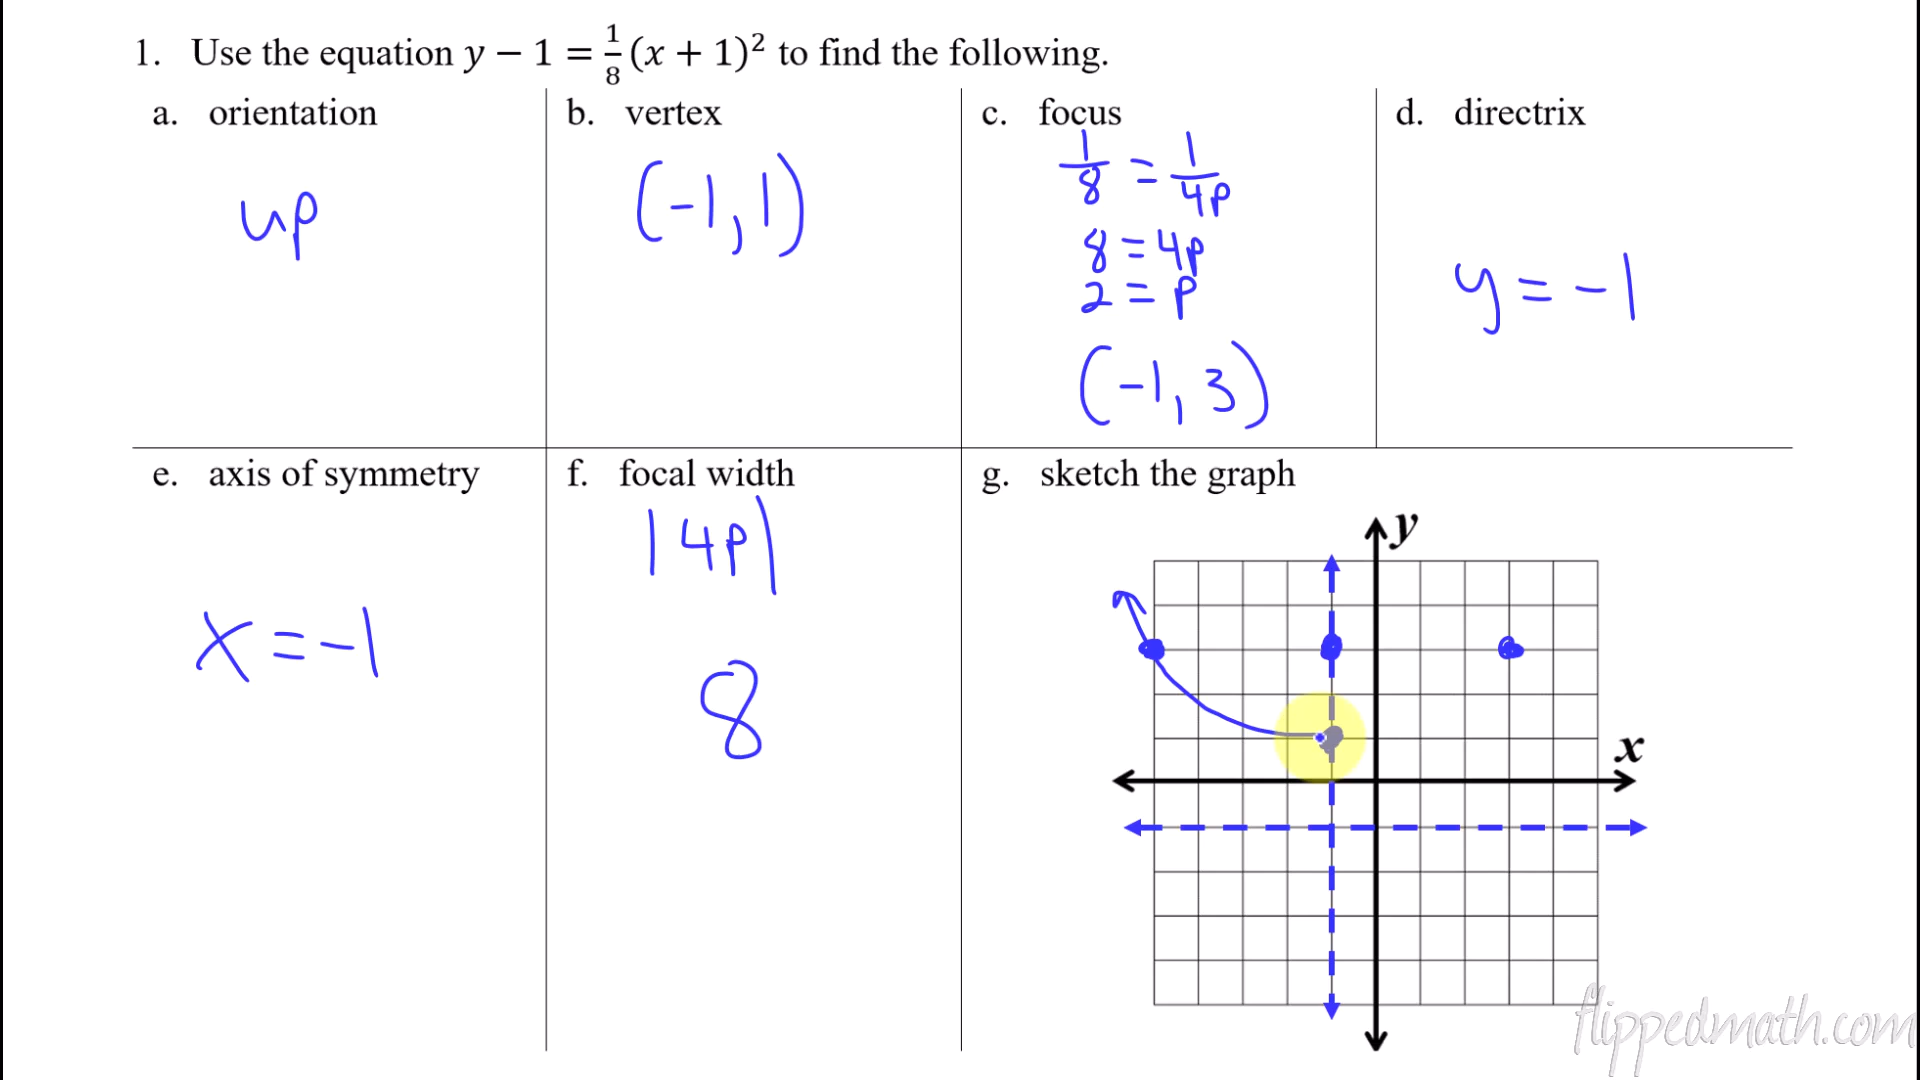 1. Use the equation y − 1 = 1/8 (x + 1)² to find the following.
a. orientation
up
b. vertex
(-1, 1)
c. focus
1/8 = 1/4p
8 = 4p
2 = p
(-1, 3)
d. directrix
y = -1
e. axis of symmetry
x = -1
f. focal width
|4p|
8
g. sketch the graph
y
x
flippedmath.com